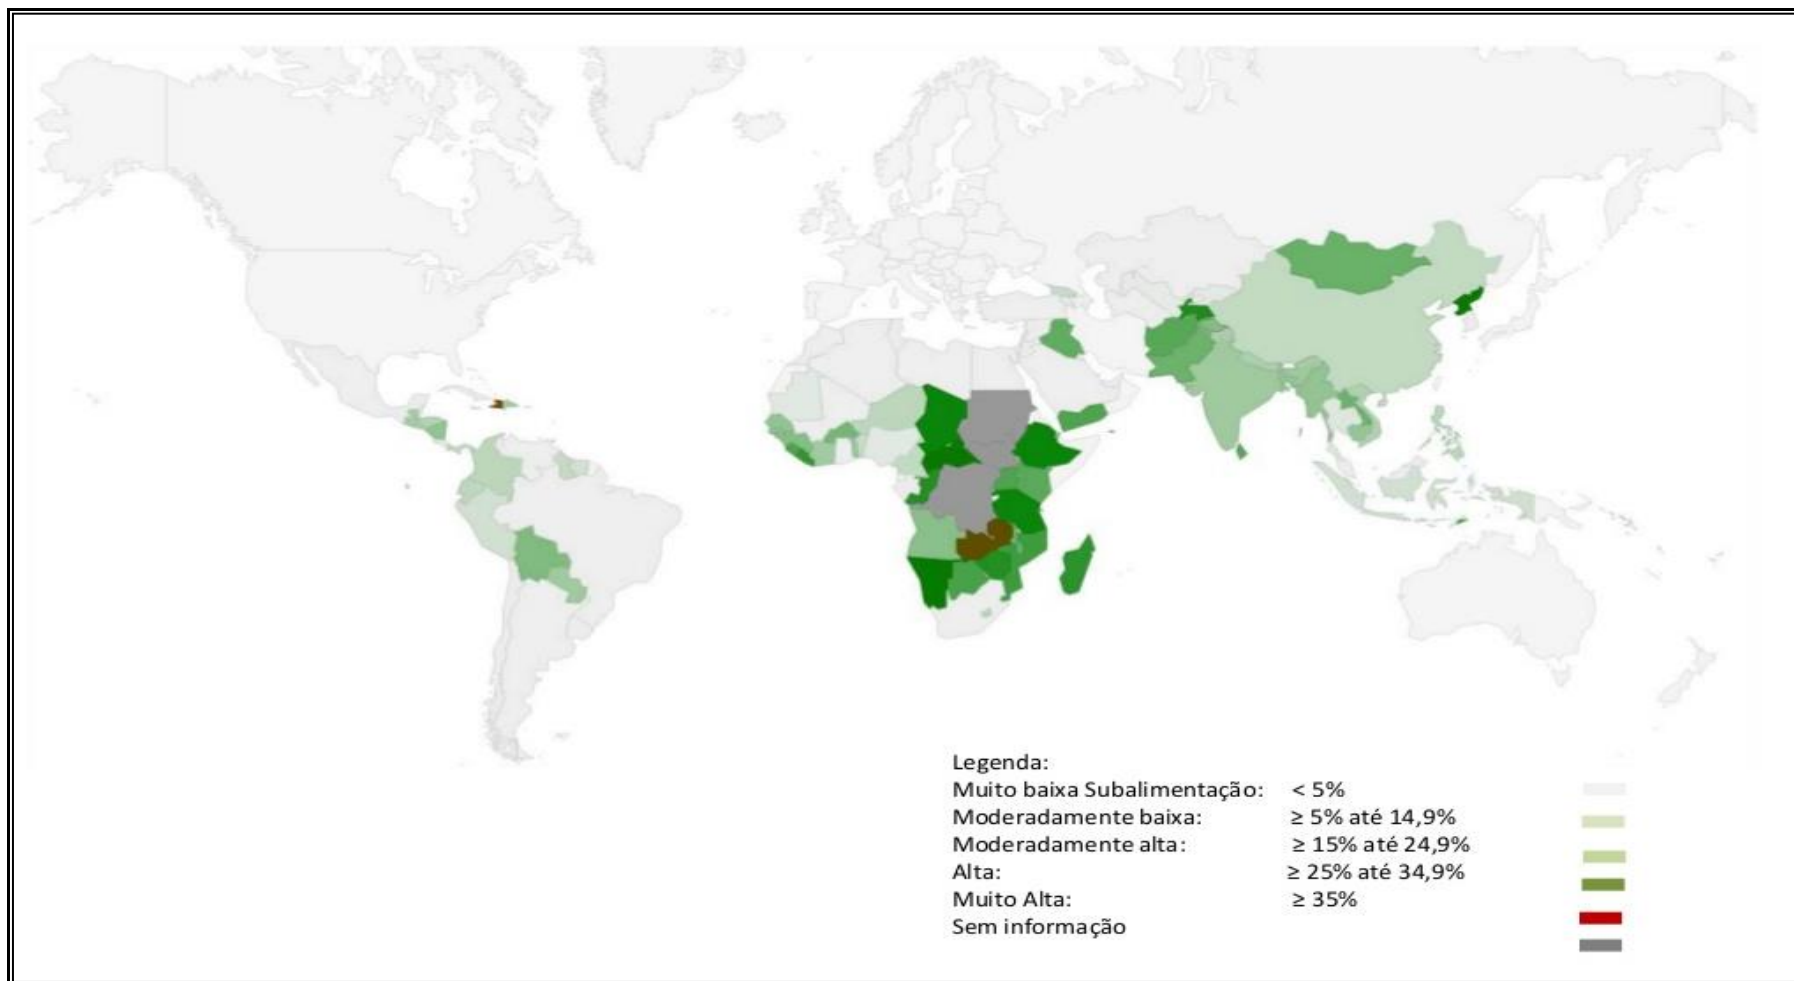 Legenda:
Muito baixa Subalimentação: < 5%
Moderadamente baixa: ≥ 5% até 14,9%
Moderadamente alta: ≥ 15% até 24,9%
Alta: ≥ 25% até 34,9%
Muito Alta: ≥ 35%
Sem informação